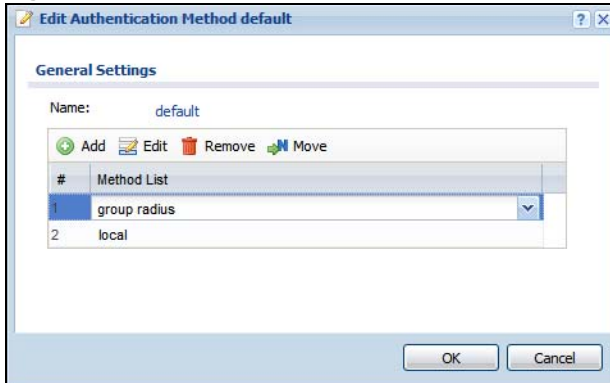 Edit Authentication Method default
General Settings
Name: default
Add Edit Remove Move
# Method List
1 group radius
2 local
OK Cancel